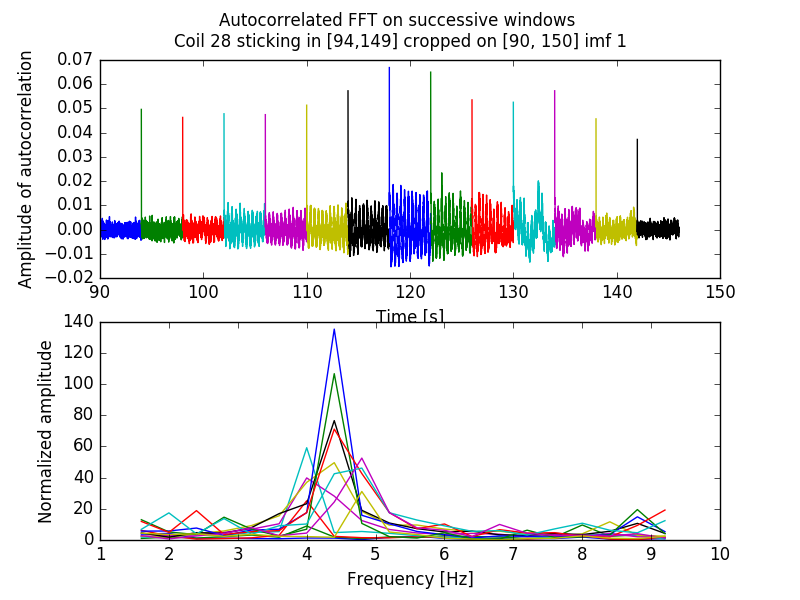 Autocorrelated FFT on successive windows
Coil 28 sticking in [94,149] cropped on [90, 150] imf 1
Amplitude of autocorrelation
0.07
0.06
0.05
0.04
0.03
0.02
0.01
0.00
−0.01
−0.02
90 100 110 120 130 140 150
Time [s]
Normalized amplitude
140
120
100
80
60
40
20
0
1 2 3 4 5 6 7 8 9 10
Frequency [Hz]